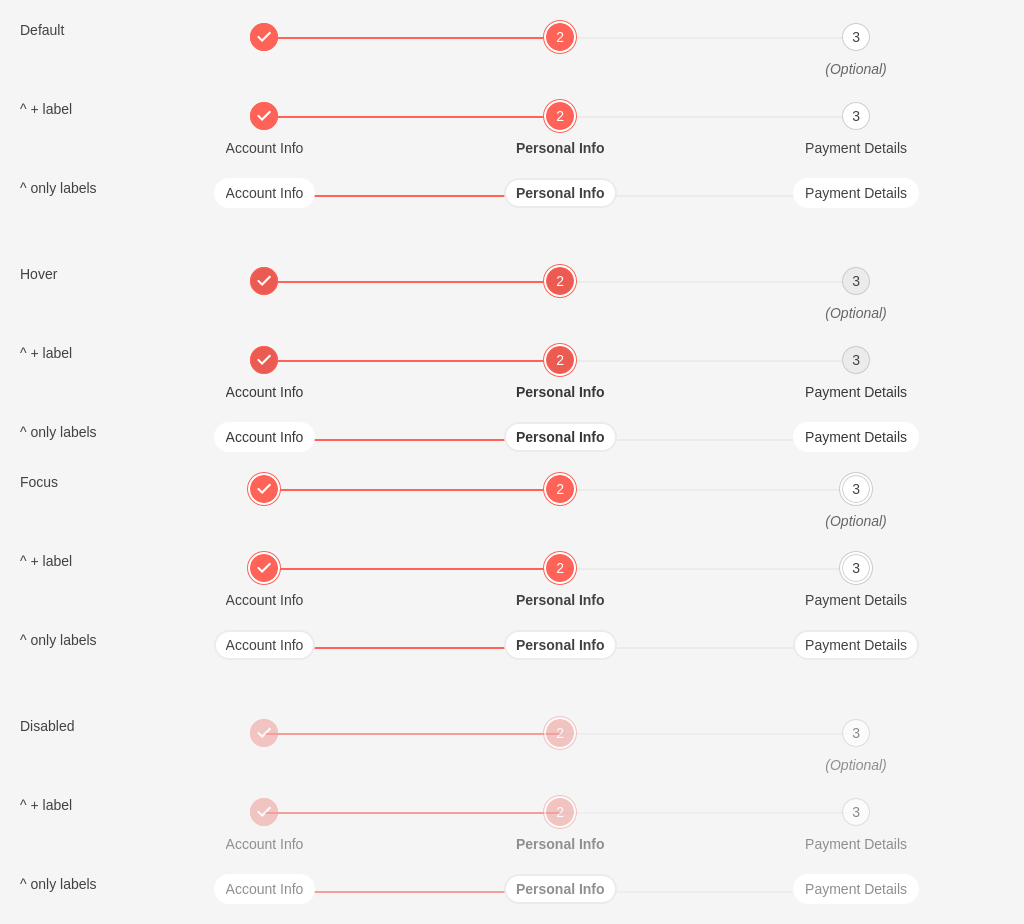 Default 2 3
(Optional)
^ + label 2 3
Account Info Personal Info Payment Details
^ only labels Account Info Personal Info Payment Details
Hover 2 3
(Optional)
^ + label 2 3
Account Info Personal Info Payment Details
^ only labels Account Info Personal Info Payment Details
Focus 2 3
(Optional)
^ + label 2 3
Account Info Personal Info Payment Details
^ only labels Account Info Personal Info Payment Details
Disabled 2 3
(Optional)
^ + label 2 3
Account Info Personal Info Payment Details
^ only labels Account Info Personal Info Payment Details